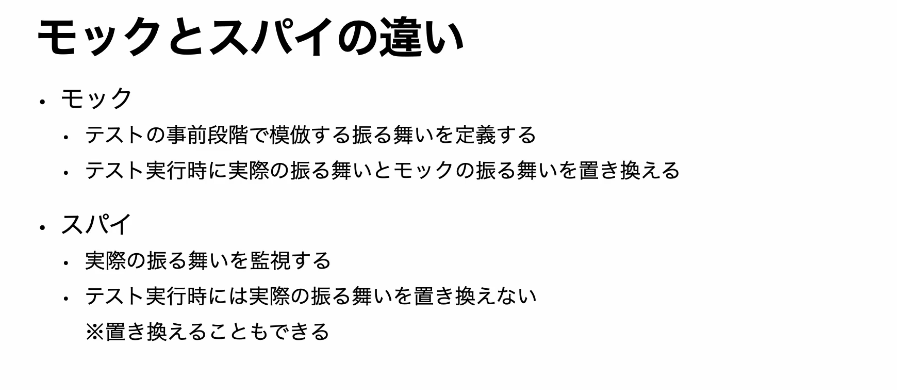 モックとスパイの違い
・モック
・テストの事前段階で模倣する振る舞いを定義する
・テスト実行時に実際の振る舞いとモックの振る舞いを置き換える
・スパイ
・実際の振る舞いを監視する
・テスト実行時には実際の振る舞いを置き換えない
※置き換えることもできる